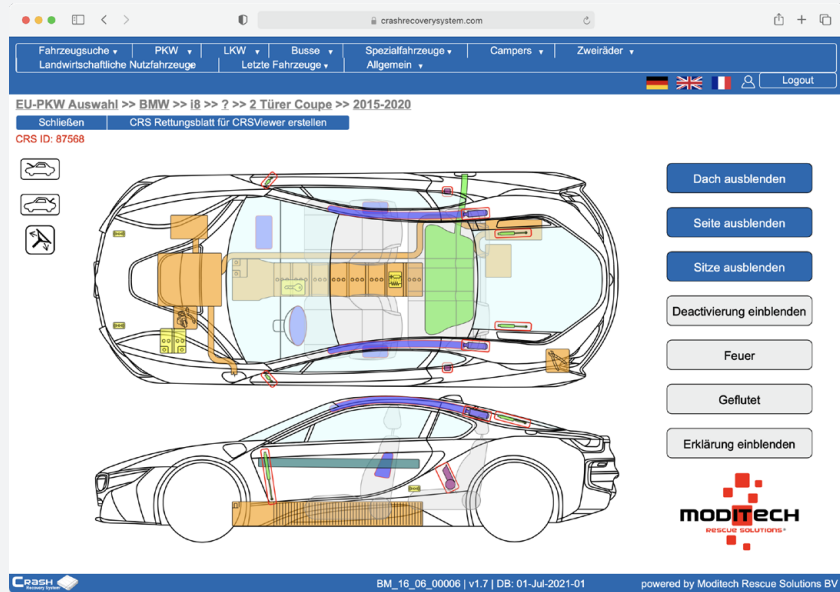 crashrecoverysystem.com
Fahrzeugsuche
PKW
LKW
Busse
Spezialfahrzeuge
Campers
Zweiräder
Landwirtschaftliche Nutzfahrzeuge
Letzte Fahrzeuge
Allgemein
Logout
EU-PKW Auswahl >> BMW >> i8 >> ? >> 2 Türer Coupe >> 2015-2020
Schließen
CRS Rettungsblatt für CRSViewer erstellen
CRS ID: 87568
Dach ausblenden
Seite ausblenden
Sitze ausblenden
Deactivierung einblenden
Feuer
Geflutet
Erklärung einblenden
MODITECH
RESCUE SOLUTIONS
CRASH
Recovery System
BM_16_06_00006 | v1.7 | DB: 01-Jul-2021-01
powered by Moditech Rescue Solutions BV